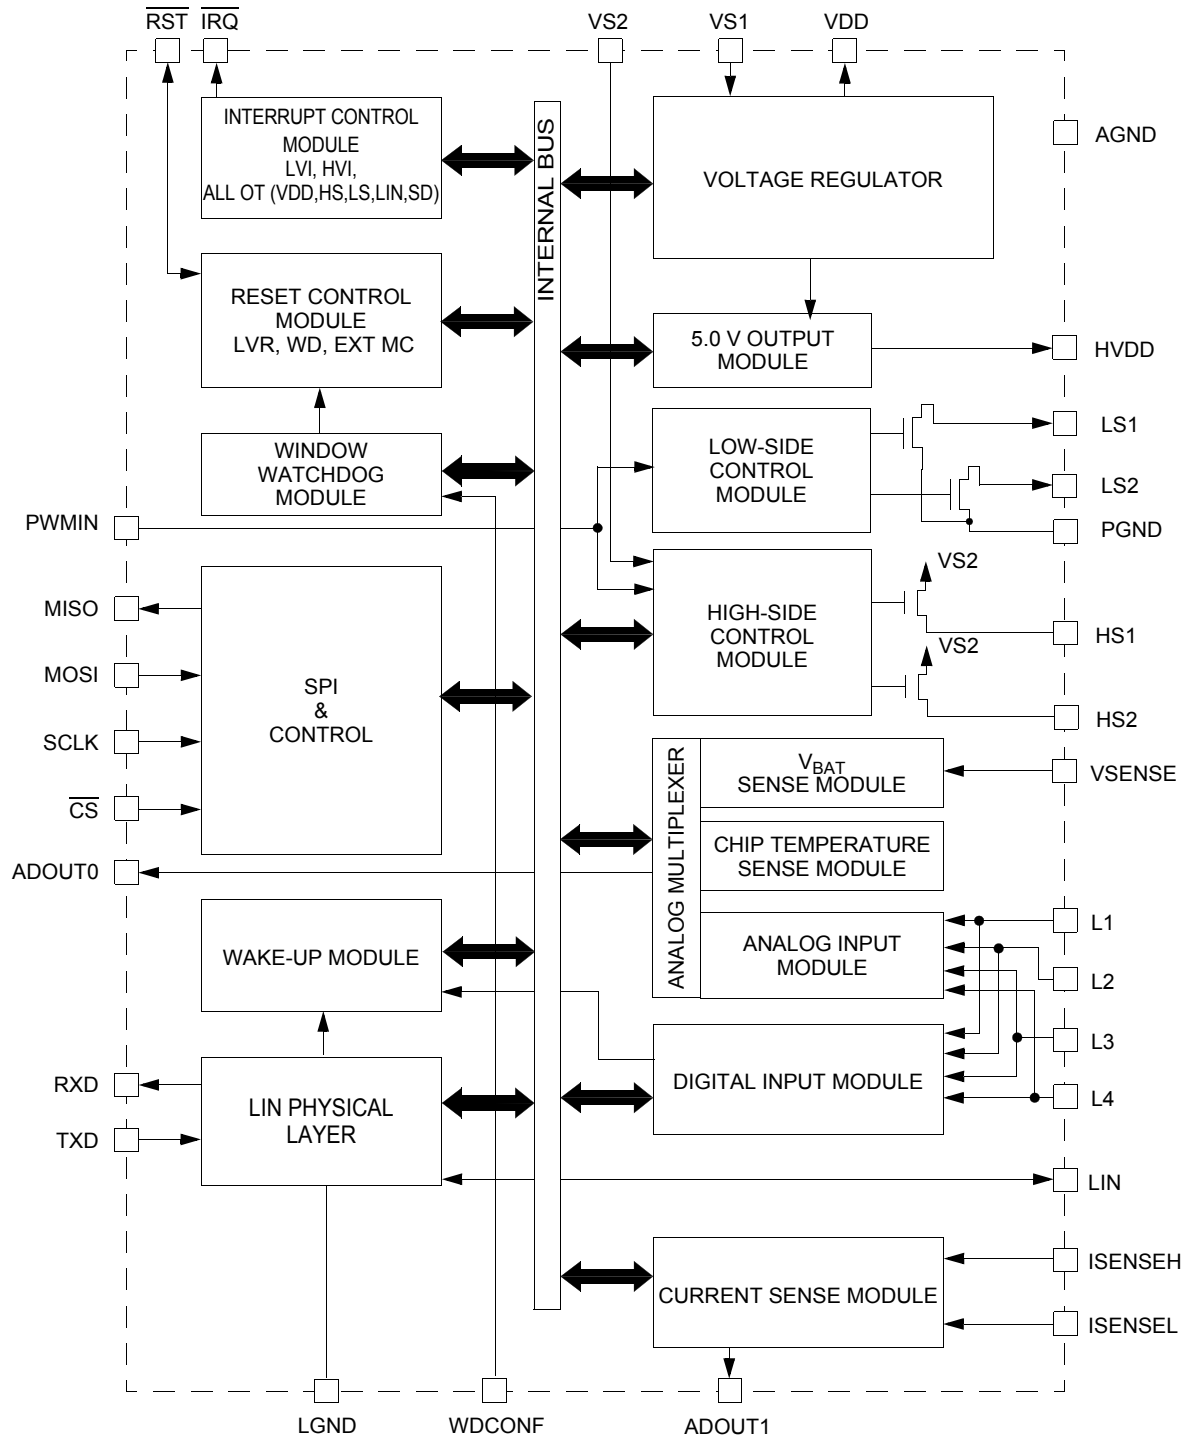 RST
IRQ
VS2
VS1
VDD
INTERRUPT CONTROL
MODULE
LVI, HVI,
ALL OT (VDD,HS,LS,LIN,SD)
INTERNAL BUS
VOLTAGE REGULATOR
AGND
RESET CONTROL
MODULE
LVR, WD, EXT MC
5.0 V OUTPUT
MODULE
HVDD
WINDOW
WATCHDOG
MODULE
LOW-SIDE
CONTROL
MODULE
LS1
LS2
PWMIN
PGND
VS2
HIGH-SIDE
CONTROL
MODULE
HS1
VS2
HS2
MISO
MOSI
SCLK
CS
SPI
&
CONTROL
ANALOG MULTIPLEXER
VBAT
SENSE MODULE
VSENSE
CHIP TEMPERATURE
SENSE MODULE
ADOUT0
WAKE-UP MODULE
ANALOG INPUT
MODULE
L1
L2
L3
L4
DIGITAL INPUT MODULE
RXD
TXD
LIN PHYSICAL
LAYER
LIN
CURRENT SENSE MODULE
ISENSEH
ISENSEL
LGND
WDCONF
ADOUT1